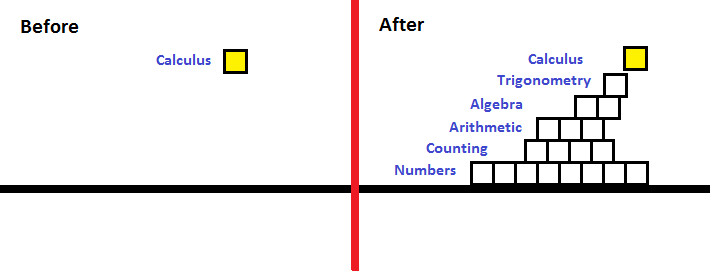 Before
Calculus
After
Calculus
Trigonometry
Algebra
Arithmetic
Counting
Numbers